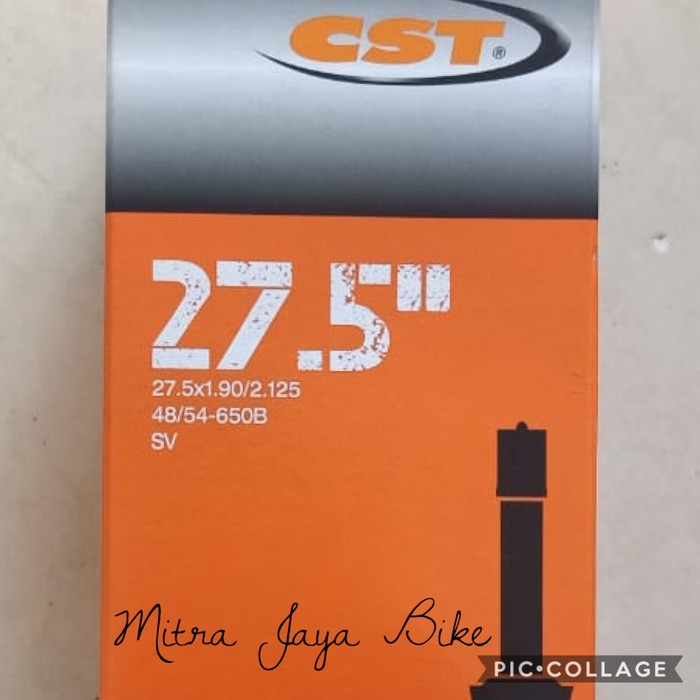 CST®
27.5"
27.5x1.90/2.125
48/54-650B
SV
Mitra Jaya Bike
PIC•COLLAGE